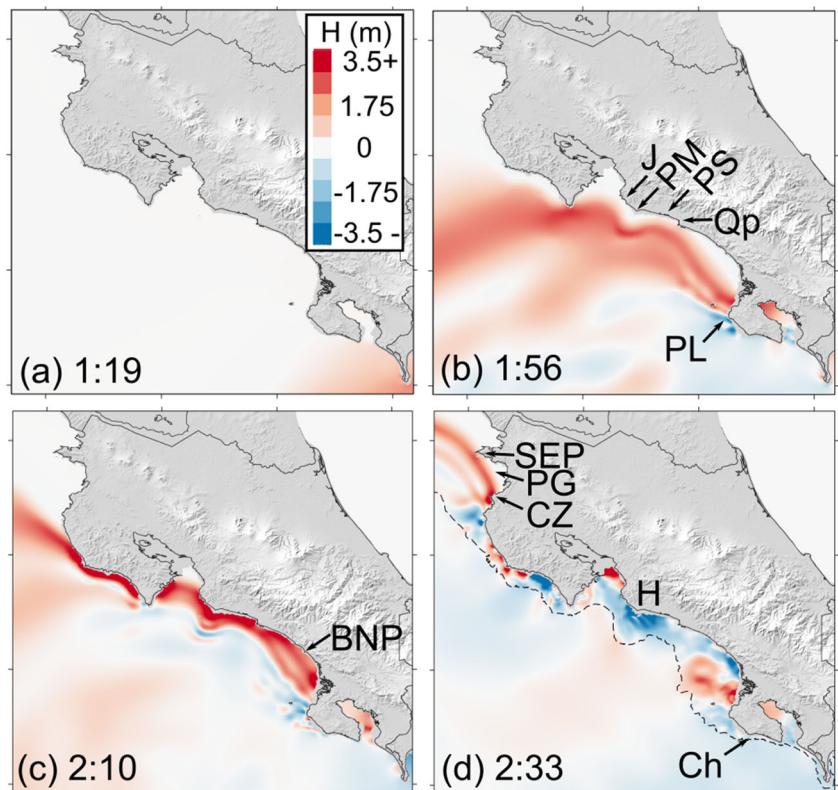 H (m)
3.5+
1.75
0
-1.75
-3.5 -
(a) 1:19
J
PM
PS
Qp
PL
(b) 1:56
BNP
(c) 2:10
SEP
PG
CZ
H
Ch
(d) 2:33